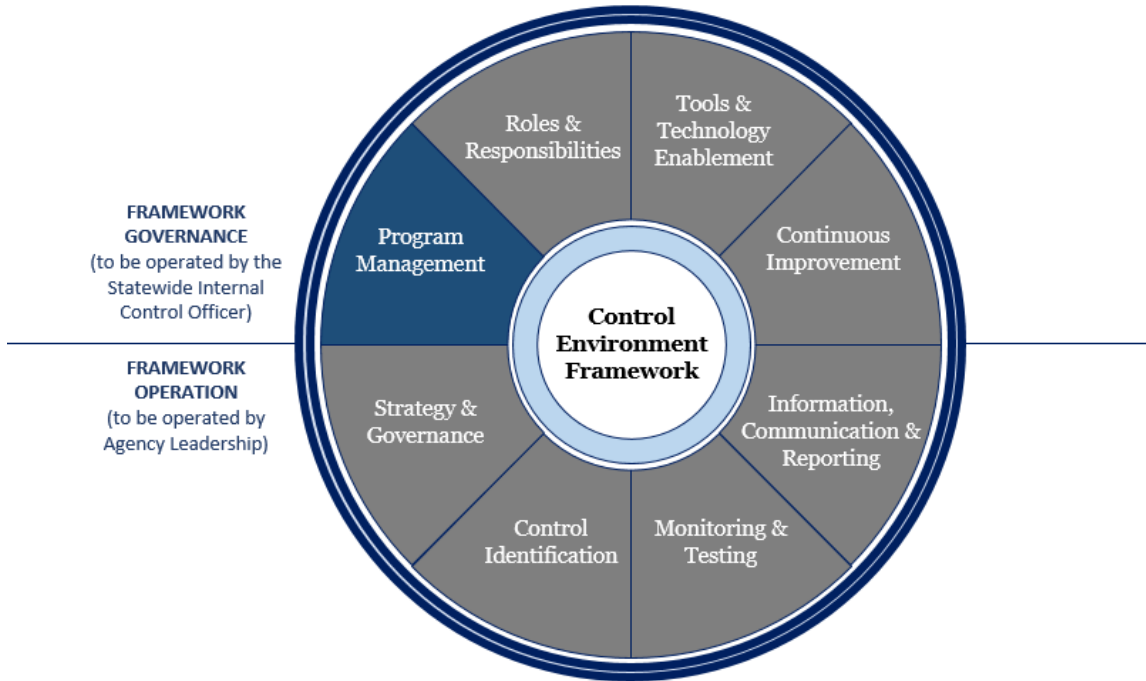 Roles &
Responsibilities
Tools &
Technology
Enablement
FRAMEWORK
GOVERNANCE
(to be operated by the
Statewide Internal
Control Officer)
Program
Management
Continuous
Improvement
Control
Environment
Framework
FRAMEWORK
OPERATION
(to be operated by
Agency Leadership)
Strategy &
Governance
Information,
Communication &
Reporting
Control
Identification
Monitoring &
Testing